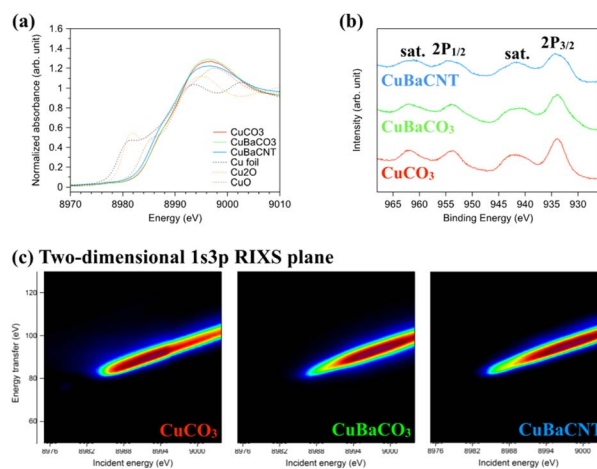 (a)
Normalized absorbance (arb. unit)
1.6
1.4
1.2
1.0
0.8
0.6
0.4
0.2
0.0
CuCO3
CuBaCO3
CuBaCNT
Cu foil
Cu2O
CuO
8970
8980
8990
9000
9010
Energy (eV)
(b)
Intensity (arb. unit)
sat. 2P1/2 sat. 2P3/2
CuBaCNT
CuBaCO3
CuCO3
965
960
955
950
945
940
935
930
Binding Energy (eV)
(c) Two-dimensional 1s3p RIXS plane
Energy transfer (eV)
120
100
80
60
CuCO3
8976
8982
8988
8994
9000
Incident energy (eV)
CuBaCO3
8976
8982
8988
8994
9000
Incident energy (eV)
CuBaCNT
8976
8982
8988
8994
9000
Incident energy (eV)